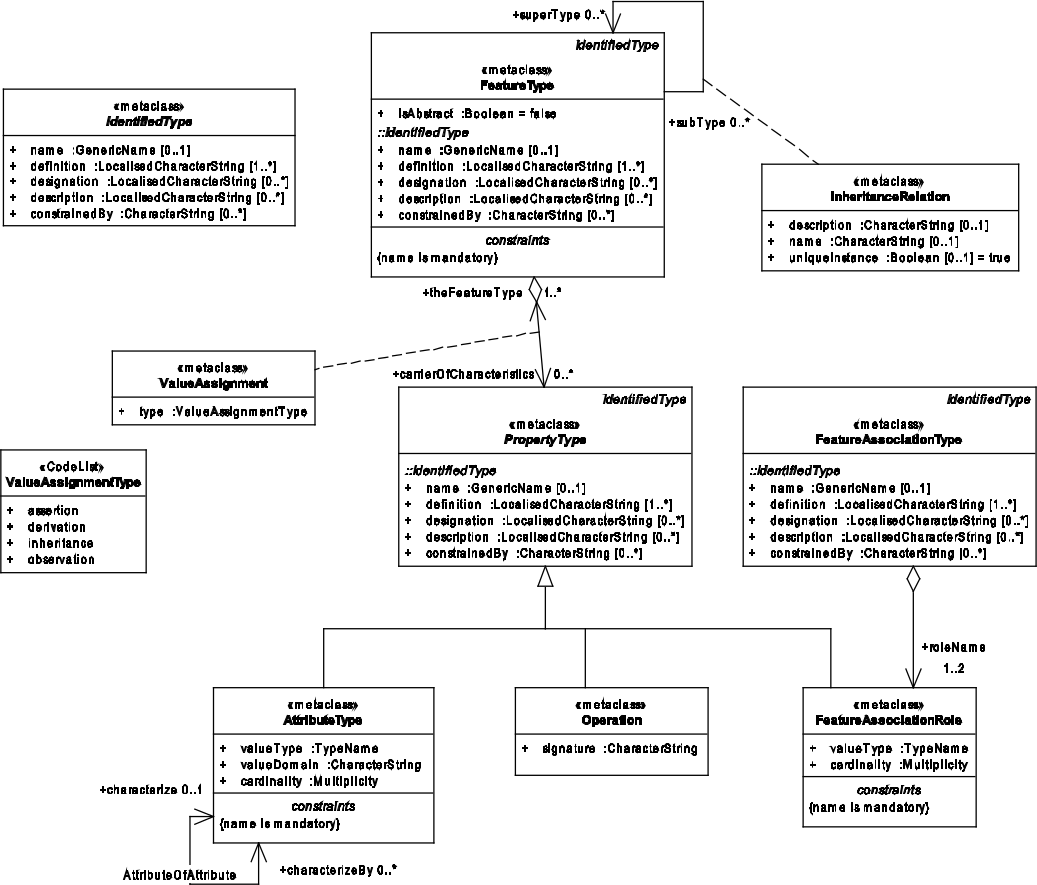 +superType 0..*
IdentifiedType
«metaclass»
FeatureType
+ isAbstract :Boolean = false
::IdentifiedType
+ name :GenericName [0..1]
+ definition :LocalisedCharacterString [1..*]
+ designation :LocalisedCharacterString [0..*]
+ description :LocalisedCharacterString [0..*]
+ constrainedBy :CharacterString [0..*]
constraints
{name is mandatory}
«metaclass»
IdentifiedType
+ name :GenericName [0..1]
+ definition :LocalisedCharacterString [1..*]
+ designation :LocalisedCharacterString [0..*]
+ description :LocalisedCharacterString [0..*]
+ constrainedBy :CharacterString [0..*]
+subType 0..*
«metaclass»
InheritanceRelation
+ description :CharacterString [0..1]
+ name :CharacterString [0..1]
+ uniqueInstance :Boolean [0..1] = true
+theFeatureType 1..*
«metaclass»
ValueAssignment
+ type :ValueAssignmentType
+carrierOfCharacteristics 0..*
IdentifiedType
«metaclass»
PropertyType
::IdentifiedType
+ name :GenericName [0..1]
+ definition :LocalisedCharacterString [1..*]
+ designation :LocalisedCharacterString [0..*]
+ description :LocalisedCharacterString [0..*]
+ constrainedBy :CharacterString [0..*]
IdentifiedType
«metaclass»
FeatureAssociationType
::IdentifiedType
+ name :GenericName [0..1]
+ definition :LocalisedCharacterString [1..*]
+ designation :LocalisedCharacterString [0..*]
+ description :LocalisedCharacterString [0..*]
+ constrainedBy :CharacterString [0..*]
«CodeList»
ValueAssignmentType
+ assertion
+ derivation
+ inheritance
+ observation
+roleName
1..2
«metaclass»
AttributeType
+ valueType :TypeName
+ valueDomain :CharacterString
+ cardinality :Multiplicity
constraints
{name is mandatory}
«metaclass»
Operation
+ signature :CharacterString
«metaclass»
FeatureAssociationRole
+ valueType :TypeName
+ cardinality :Multiplicity
constraints
{name is mandatory}
+characterize 0..1
AttributeOfAttribute
+characterizeBy 0..*